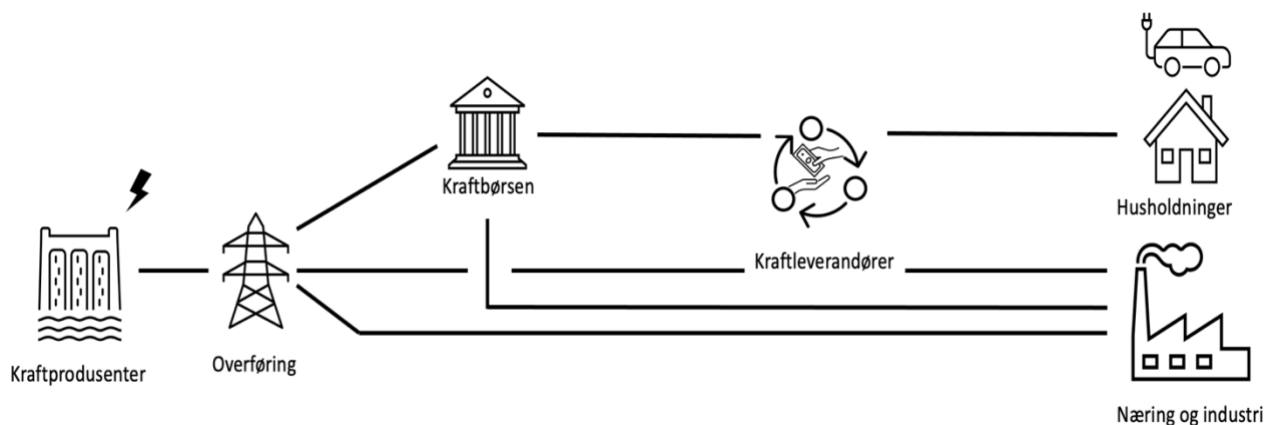 Kraftbørsen
Husholdninger
Kraftleverandører
Overføring
Kraftprodusenter
Næring og industri